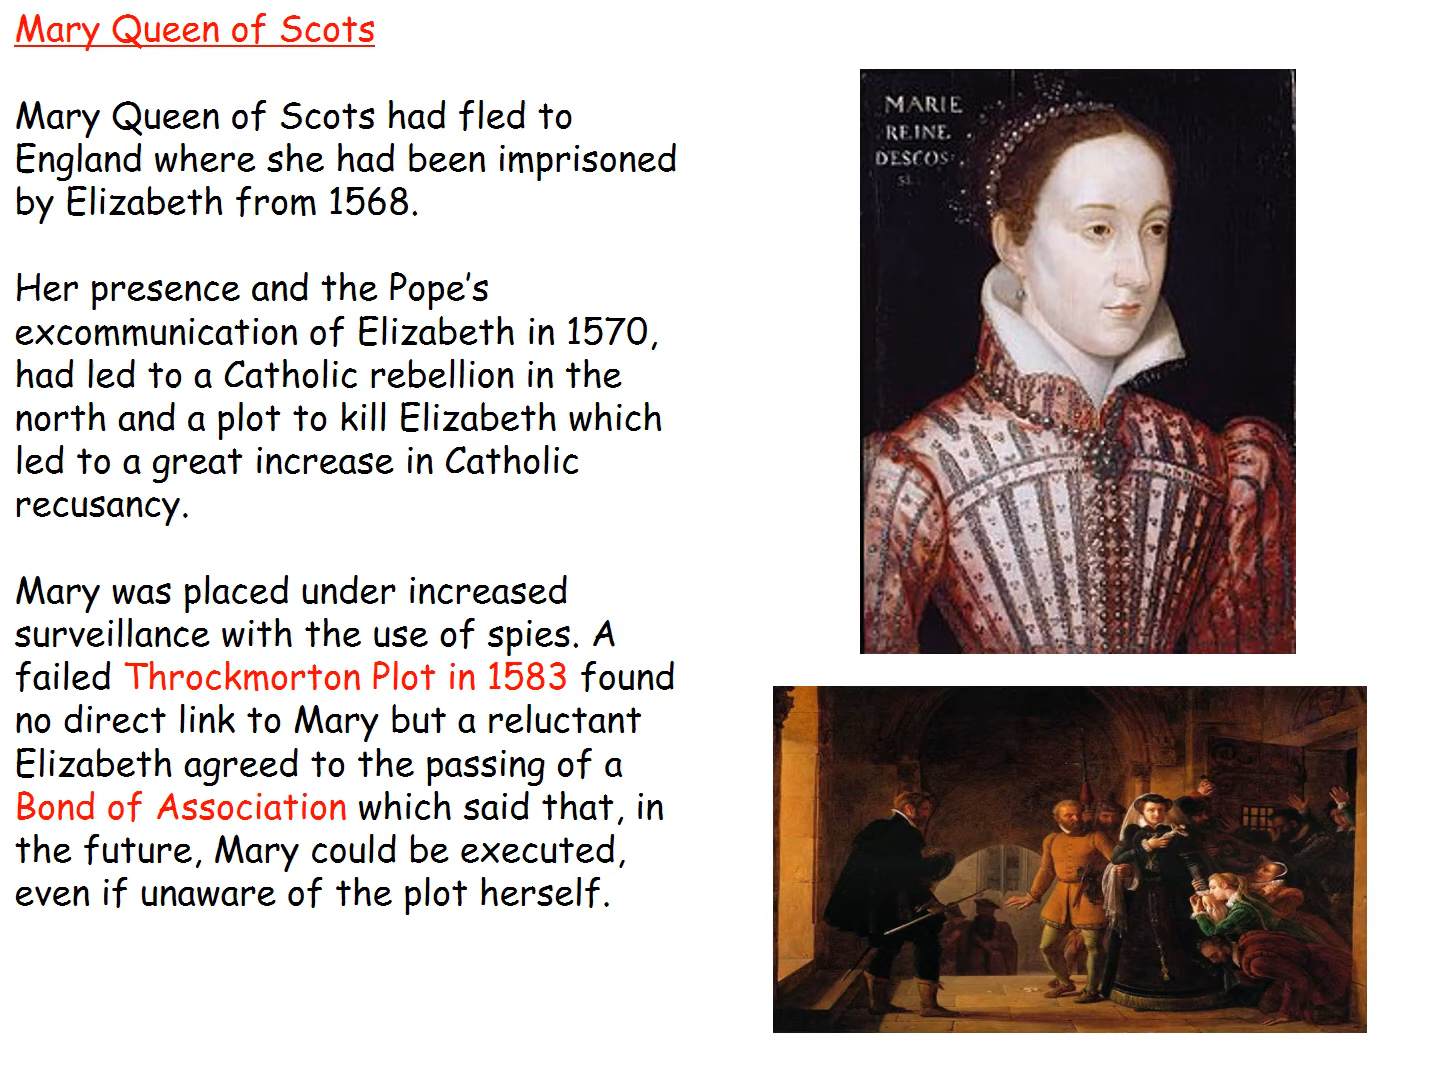 Mary Queen of Scots
Mary Queen of Scots had fled to
England where she had been imprisoned
by Elizabeth from 1568.
Her presence and the Pope's
excommunication of Elizabeth in 1570,
had led to a Catholic rebellion in the
north and a plot to kill Elizabeth which
led to a great increase in Catholic
recusancy.
Mary was placed under increased
surveillance with the use of spies. A
failed Throckmorton Plot in 1583 found
no direct link to Mary but a reluctant
Elizabeth agreed to the passing of a
Bond of Association which said that, in
the future, Mary could be executed,
even if unaware of the plot herself.
MARIE
REINE
D'ESCOS